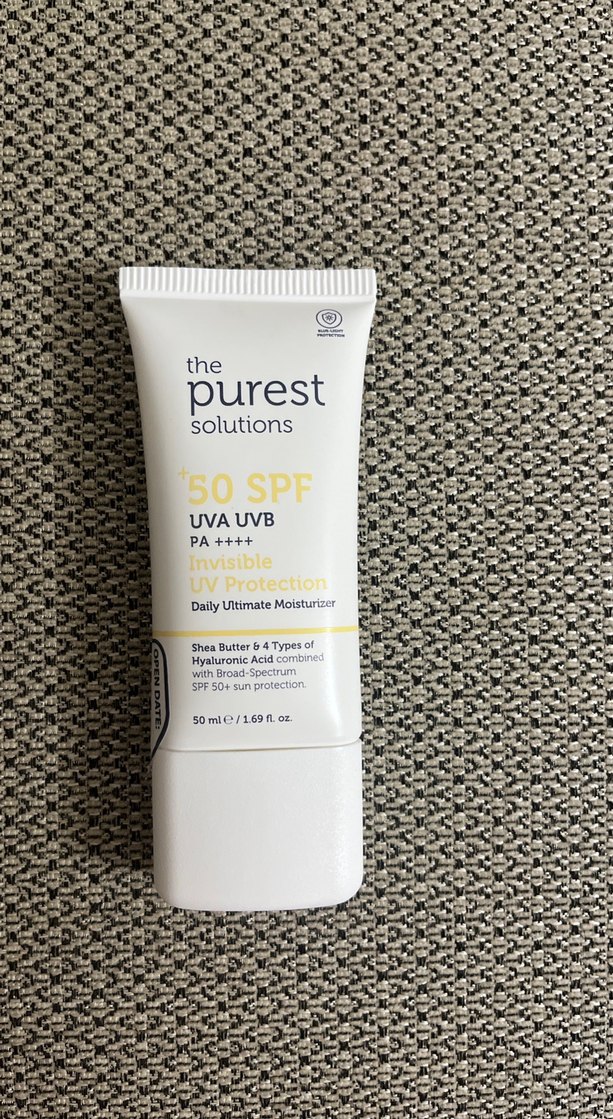 BLUE-LIGHT
PROTECTION
the
purest
solutions
+50 SPF
UVA UVB
PA ++++
Invisible
UV Protection
Daily Ultimate Moisturizer
Shea Butter & 4 Types of
Hyaluronic Acid combined
with Broad-Spectrum
SPF 50+ sun protection.
50 ml ℮ / 1.69 fl. oz.
OPEN DATE: